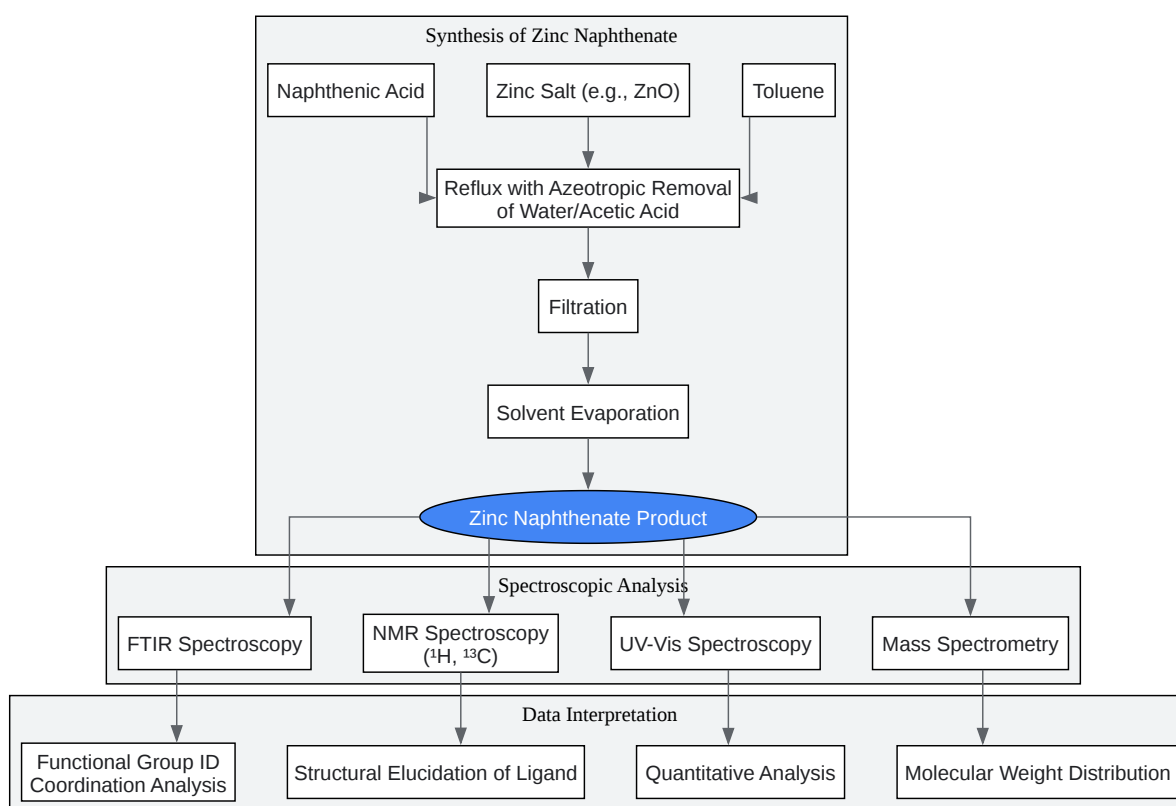 Synthesis of Zinc Naphthenate
Naphthenic Acid
Zinc Salt (e.g., ZnO)
Toluene
Reflux with Azeotropic Removal
of Water/Acetic Acid
Filtration
Solvent Evaporation
Zinc Naphthenate Product
Spectroscopic Analysis
FTIR Spectroscopy
NMR Spectroscopy
(¹H, ¹³C)
UV-Vis Spectroscopy
Mass Spectrometry
Data Interpretation
Functional Group ID
Coordination Analysis
Structural Elucidation of Ligand
Quantitative Analysis
Molecular Weight Distribution